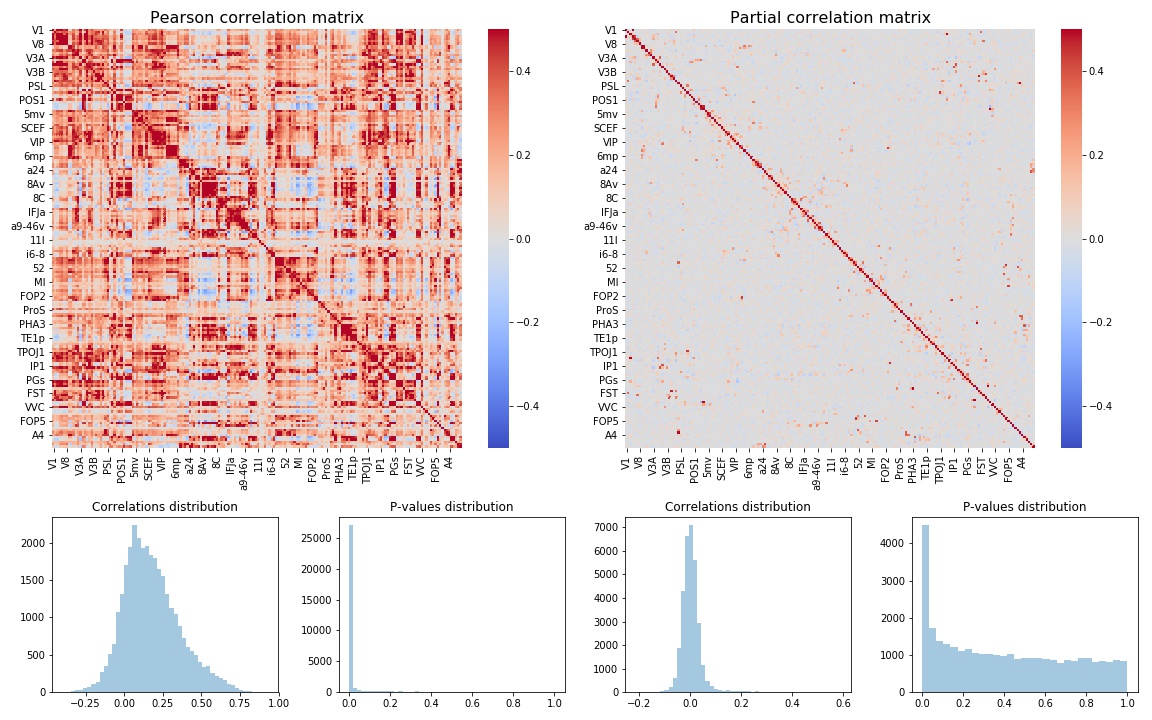 Pearson correlation matrix
V1
V8
V3A
V3B
PSL
POS1
5mv
SCEF
VIP
6mp
a24
8Av
8C
IFJa
a9-46v
11l
i6-8
52
MI
FOP2
ProS
PHA3
TE1p
TPOJ1
IP1
PGs
FST
VVC
FOP5
A4
V1 V8 V3A V3B PSL POS1 5mv SCEF VIP 6mp a24 8Av 8C IFJa a9-46v 11l i6-8 52 MI FOP2 ProS PHA3 TE1p TPOJ1 IP1 PGs FST VVC FOP5 A4
0.4
0.2
0.0
−0.2
−0.4
Partial correlation matrix
V1
V8
V3A
V3B
PSL
POS1
5mv
SCEF
VIP
6mp
a24
8Av
8C
IFJa
a9-46v
11l
i6-8
52
MI
FOP2
ProS
PHA3
TE1p
TPOJ1
IP1
PGs
FST
VVC
FOP5
A4
V1 V8 V3A V3B PSL POS1 5mv SCEF VIP 6mp a24 8Av 8C IFJa a9-46v 11l i6-8 52 MI FOP2 ProS PHA3 TE1p TPOJ1 IP1 PGs FST VVC FOP5 A4
0.4
0.2
0.0
−0.2
−0.4
Correlations distribution
2000
1500
1000
500
0
−0.25 0.00 0.25 0.50 0.75 1.00
P-values distribution
25000
20000
15000
10000
5000
0
0.0 0.2 0.4 0.6 0.8 1.0
Correlations distribution
7000
6000
5000
4000
3000
2000
1000
0
−0.2 0.0 0.2 0.4 0.6
P-values distribution
4000
3000
2000
1000
0
0.0 0.2 0.4 0.6 0.8 1.0